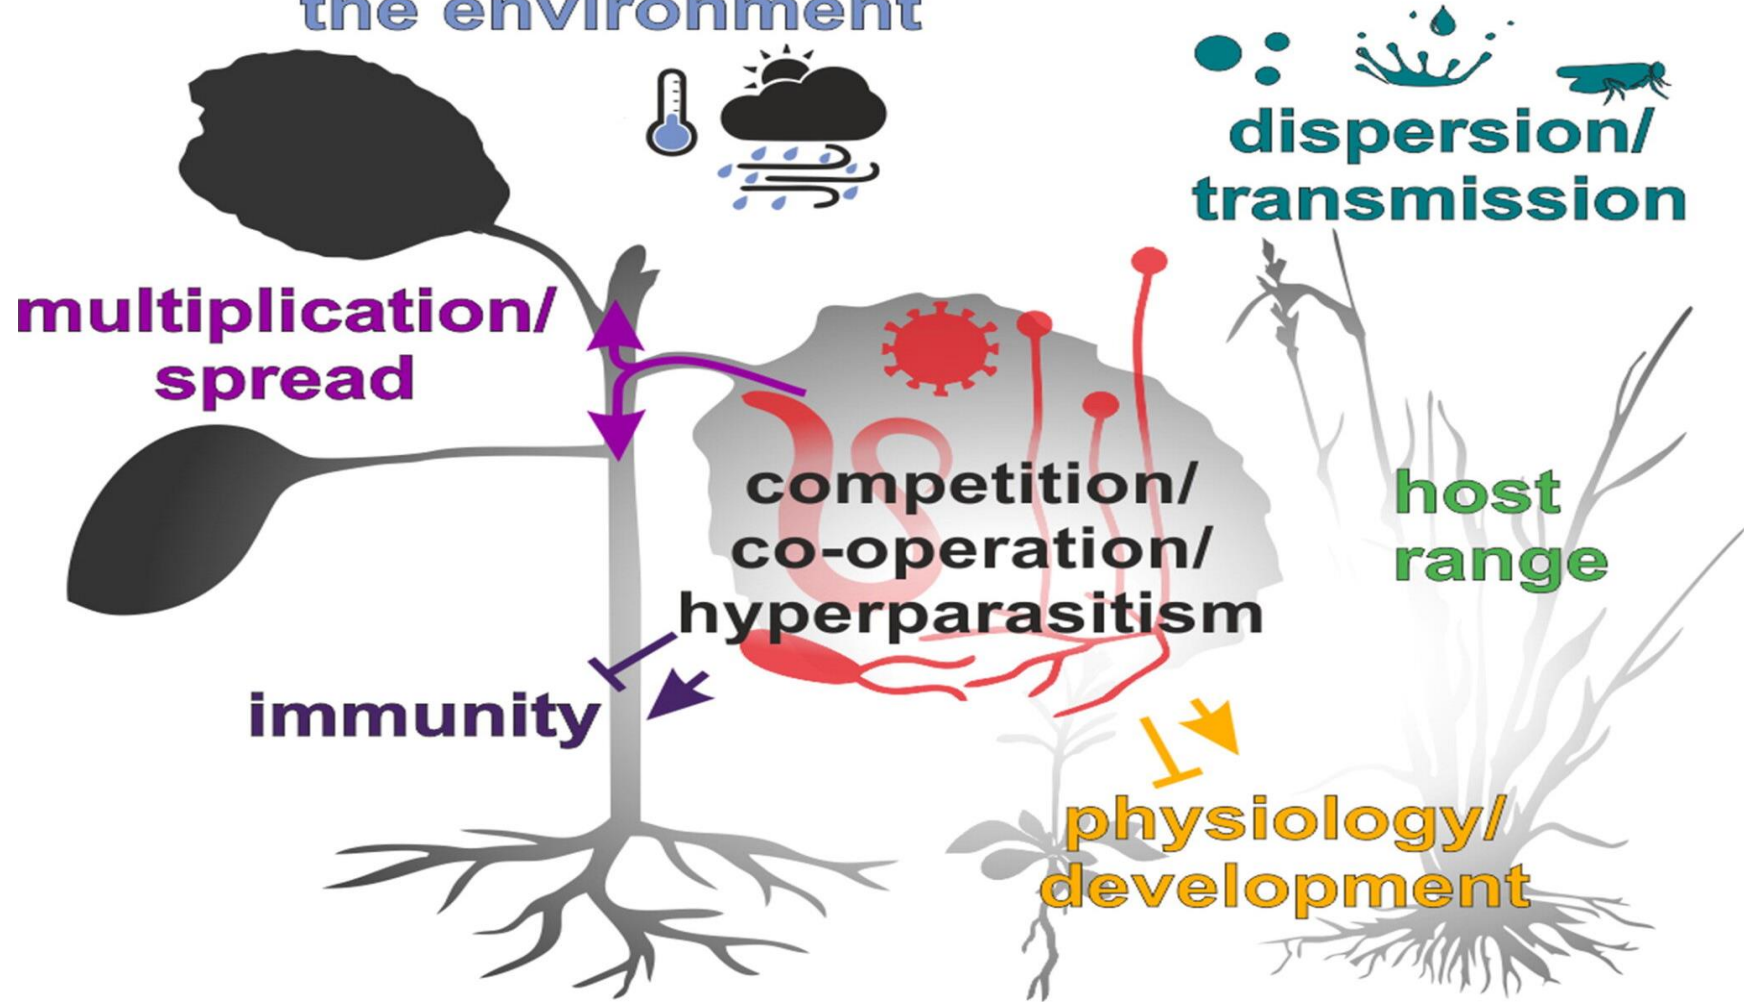 the environment
dispersion/
transmission
multiplication/
spread
competition/
co-operation/
hyperparasitism
host
range
immunity
physiology/
development